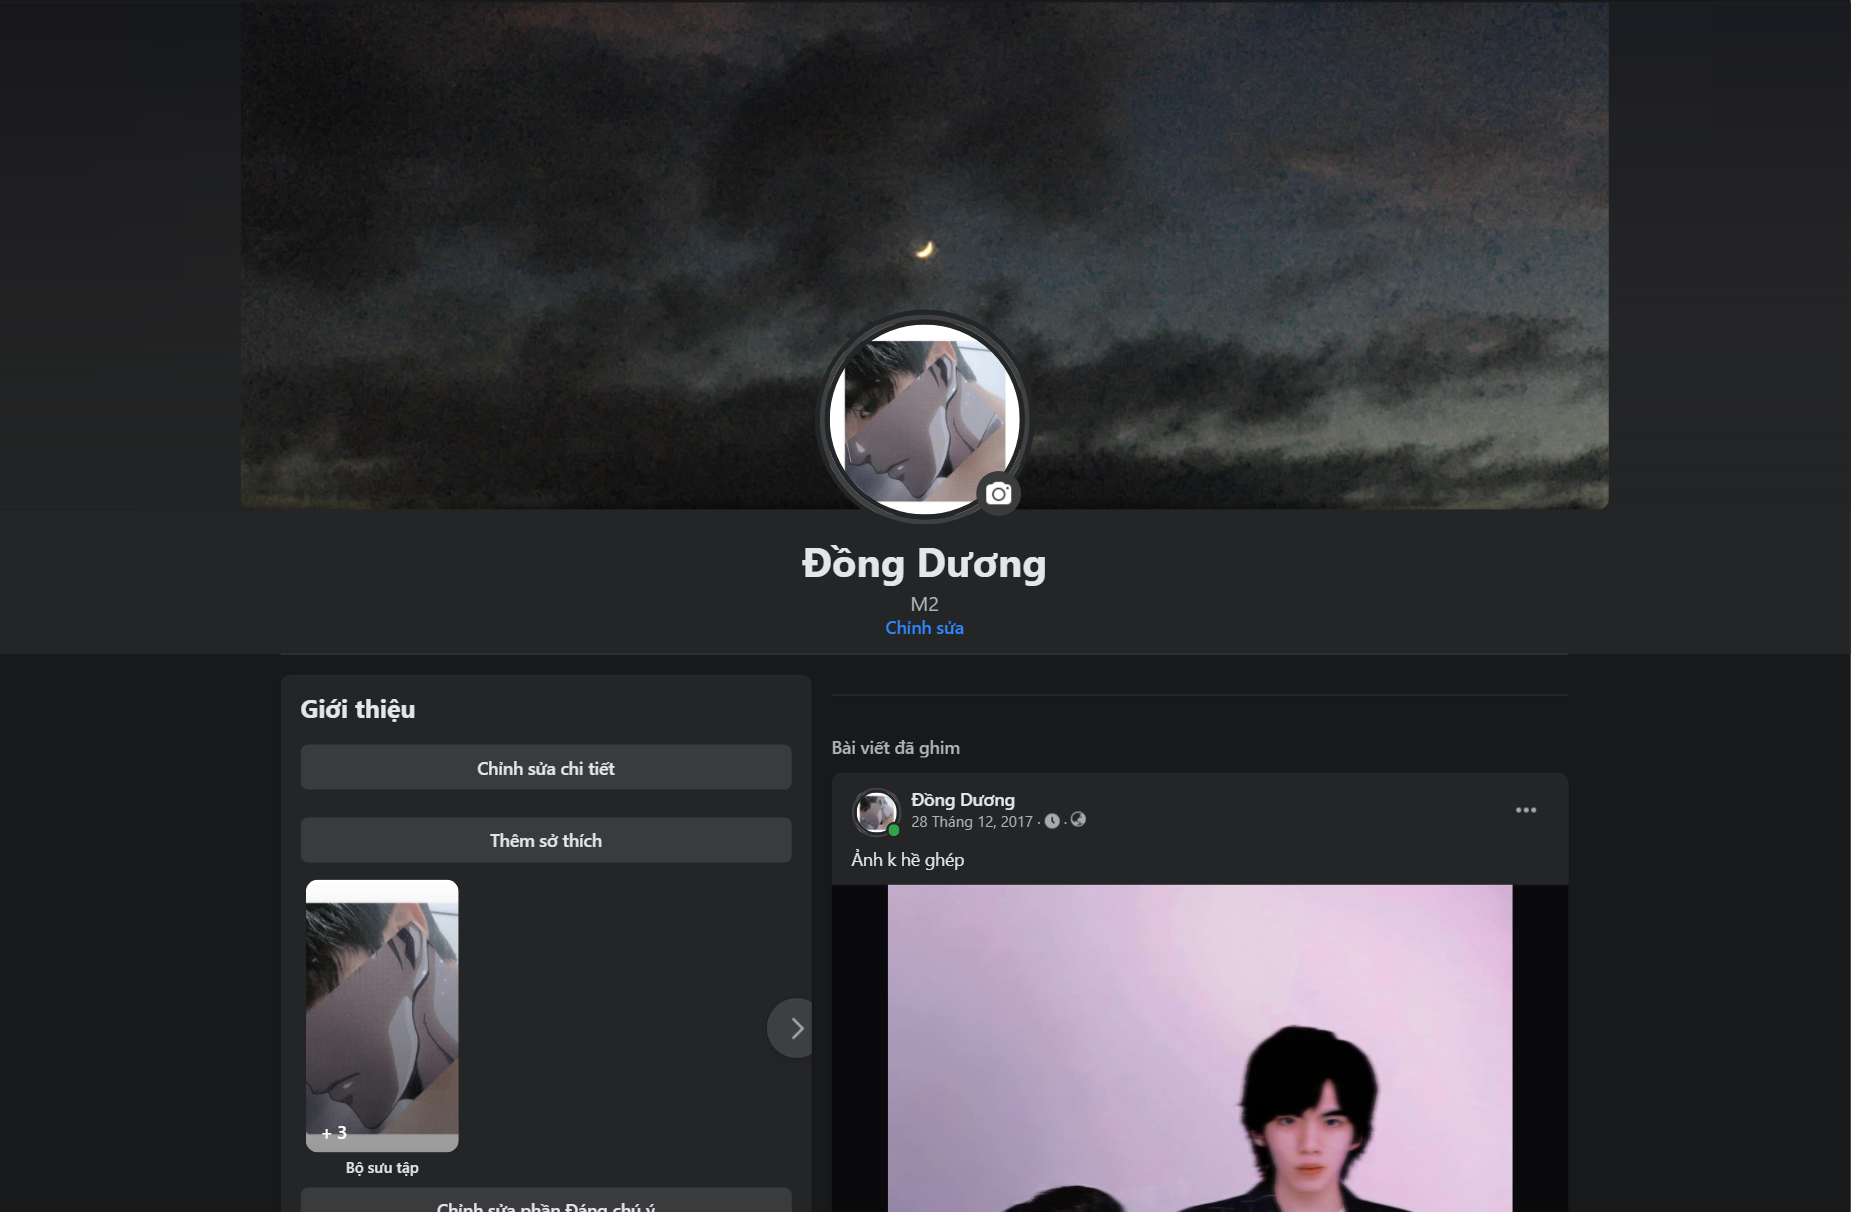 Đồng Dương
M2
Chỉnh sửa
Giới thiệu
Chỉnh sửa chi tiết
Thêm sở thích
+ 3
Bộ sưu tập
Chỉnh sửa phần Đáng chú ý
Bài viết đã ghim
Đồng Dương
28 Tháng 12, 2017 · ·
Ảnh k hề ghép